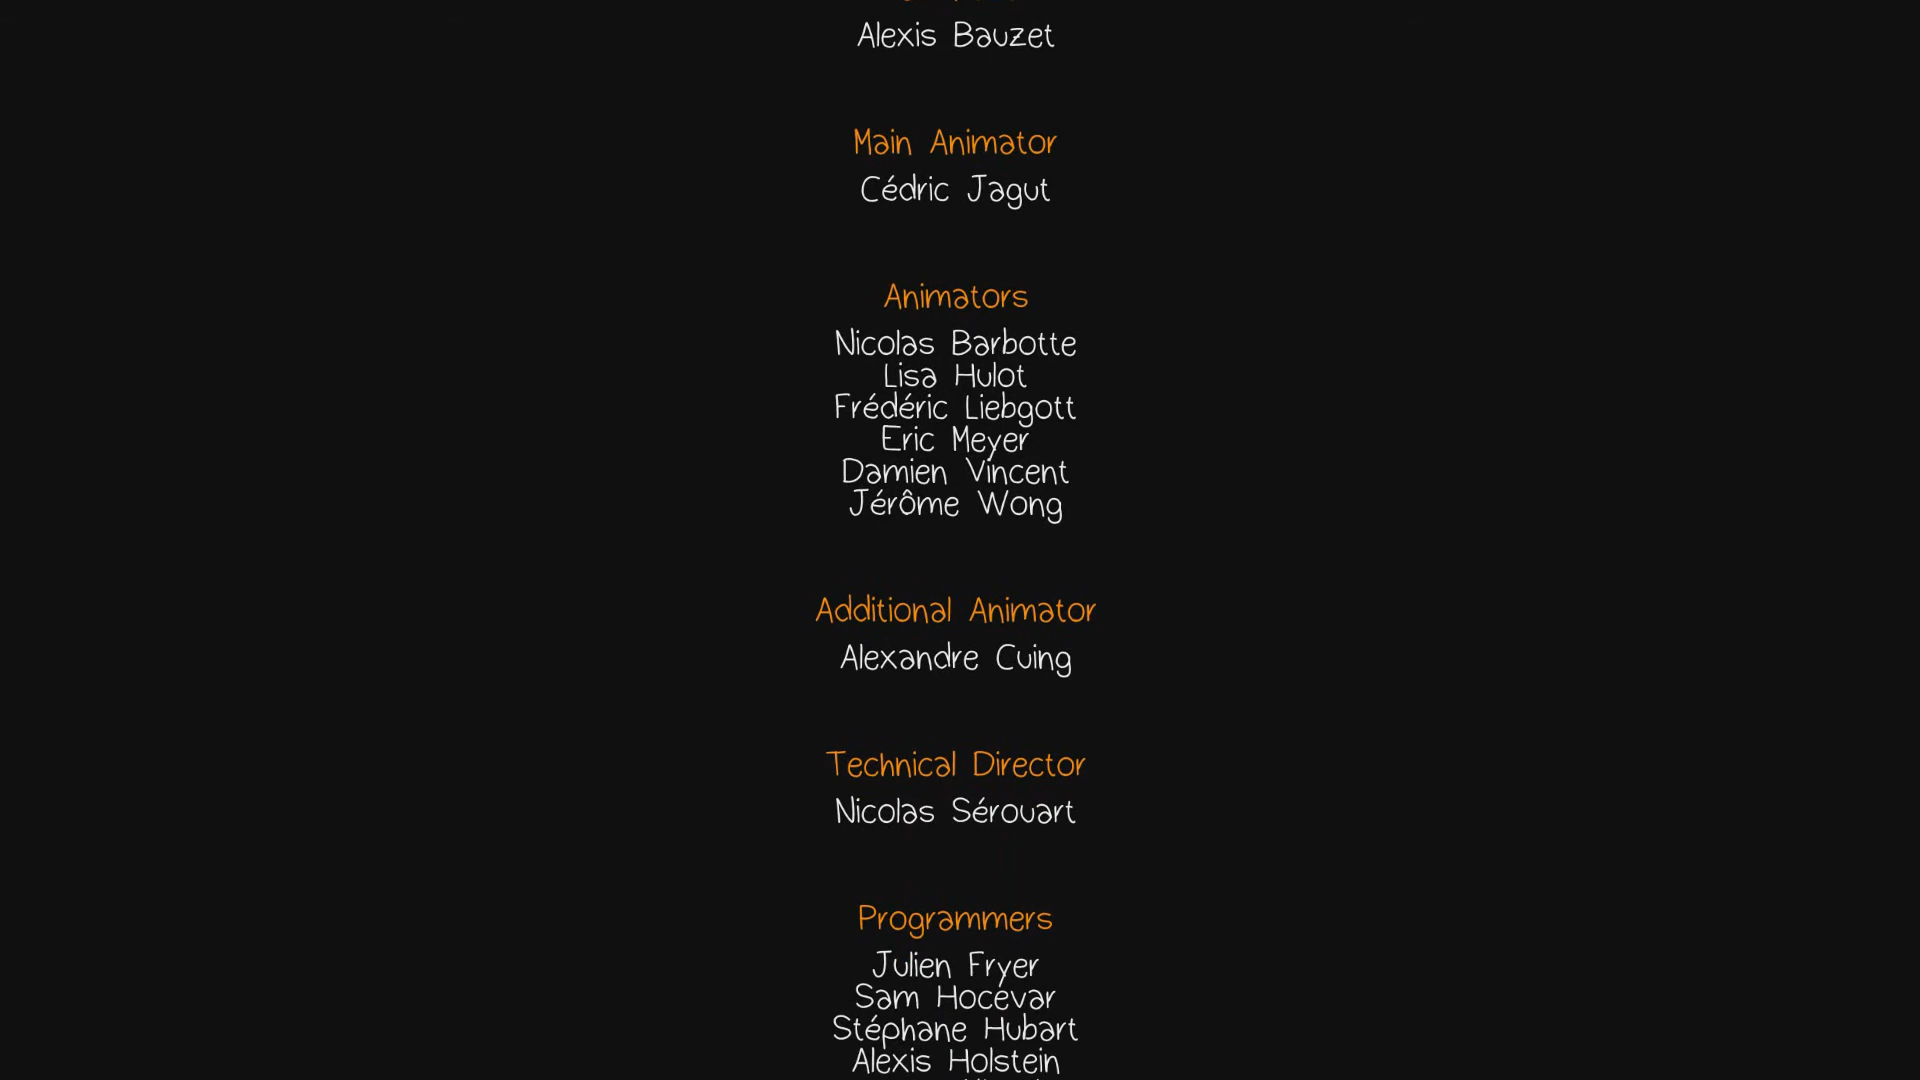 Alexis Bauzet
Main Animator
Cédric Jagut
Animators
Nicolas Barbotte
Lisa Hulot
Frédéric Liebgott
Eric Meyer
Damien Vincent
Jérôme Wong
Additional Animator
Alexandre Cuing
Technical Director
Nicolas Sérouart
Programmers
Julien Fryer
Sam Hocevar
Stéphane Hubart
Alexis Holstein